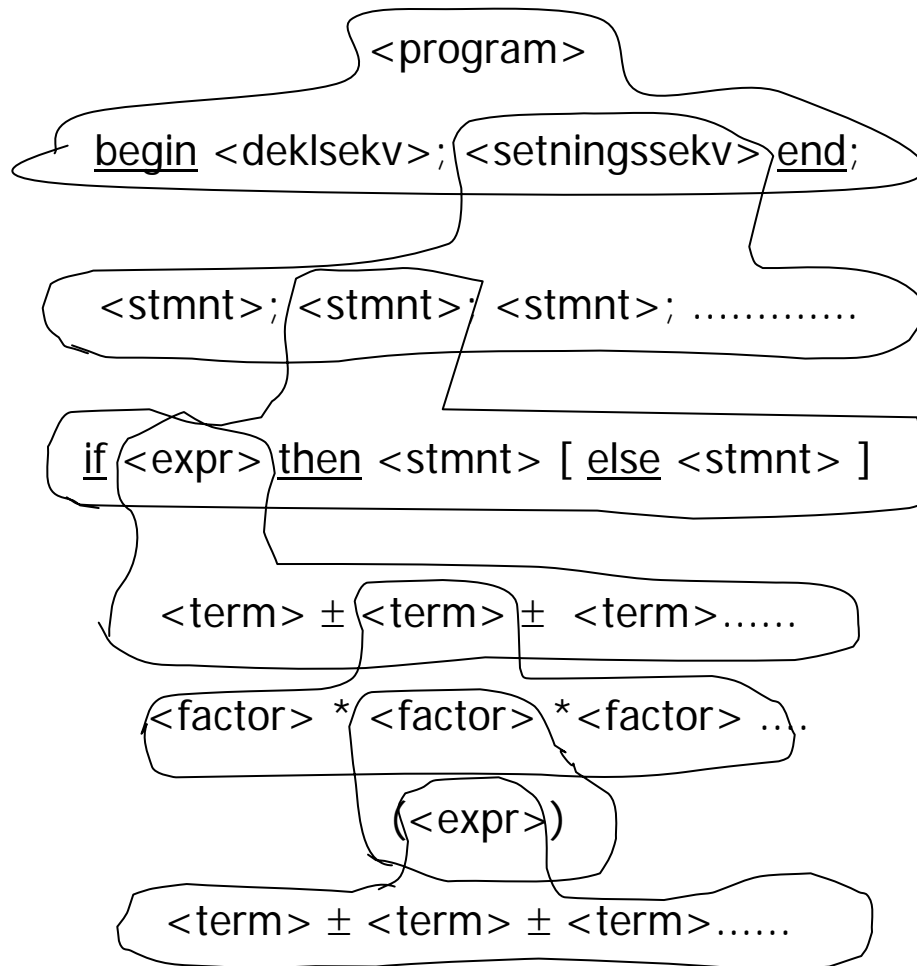 <program>
begin <deklsekv>; <setningssekv> end;
<stmnt>; <stmnt>; <stmnt>; .............
if <expr> then <stmnt> [ else <stmnt> ]
<term> ± <term> ± <term>......
<factor> * <factor> *<factor> ....
(<expr>)
<term> ± <term> ± <term>......